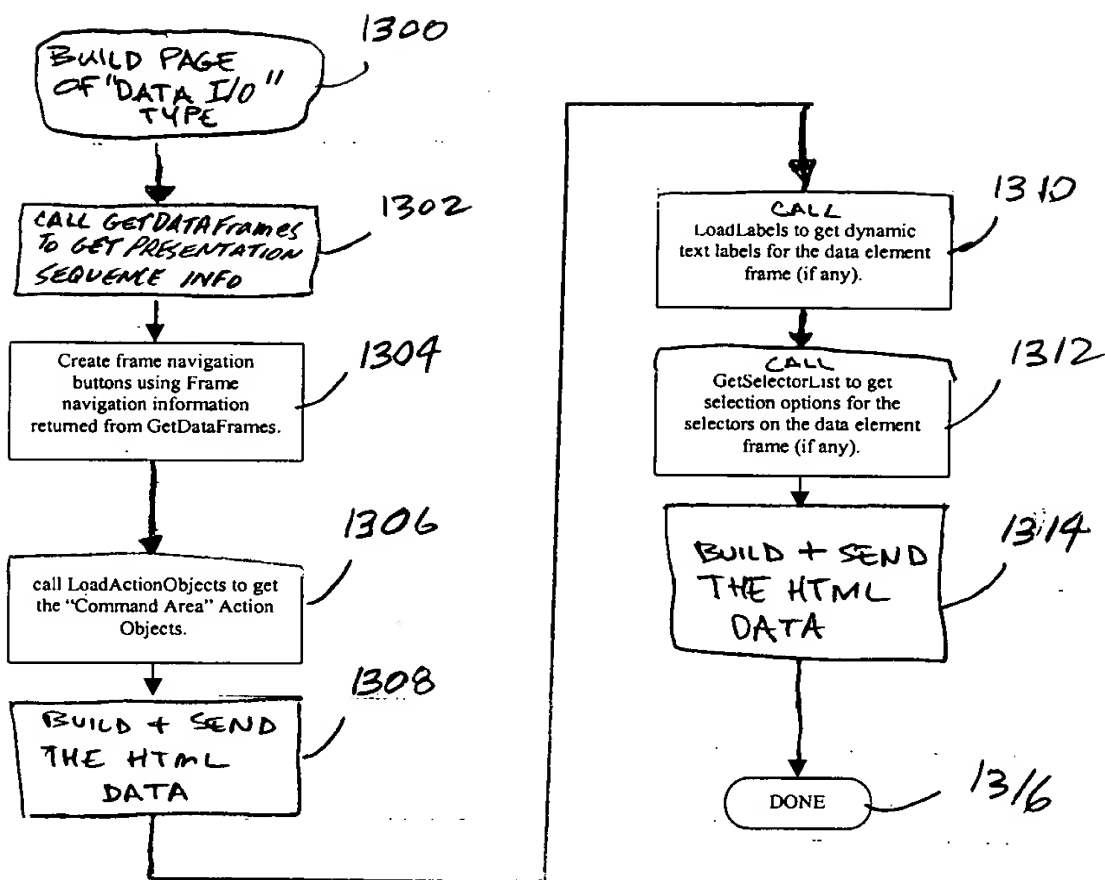 1300
BUILD PAGE
OF "DATA I/O"
TYPE
1302
CALL GETDATAFrames
TO GET PRESENTATION
SEQUENCE INFO
1304
Create frame navigation
buttons using Frame
navigation information
returned from GetDataFrames.
1306
call LoadActionObjects to get
the "Command Area" Action
Objects.
1308
BUILD + SEND
THE HTML
DATA
1310
CALL
LoadLabels to get dynamic
text labels for the data element
frame (if any).
1312
CALL
GetSelectorList to get
selection options for the
selectors on the data element
frame (if any).
1314
BUILD + SEND
THE HTML
DATA
DONE
1316